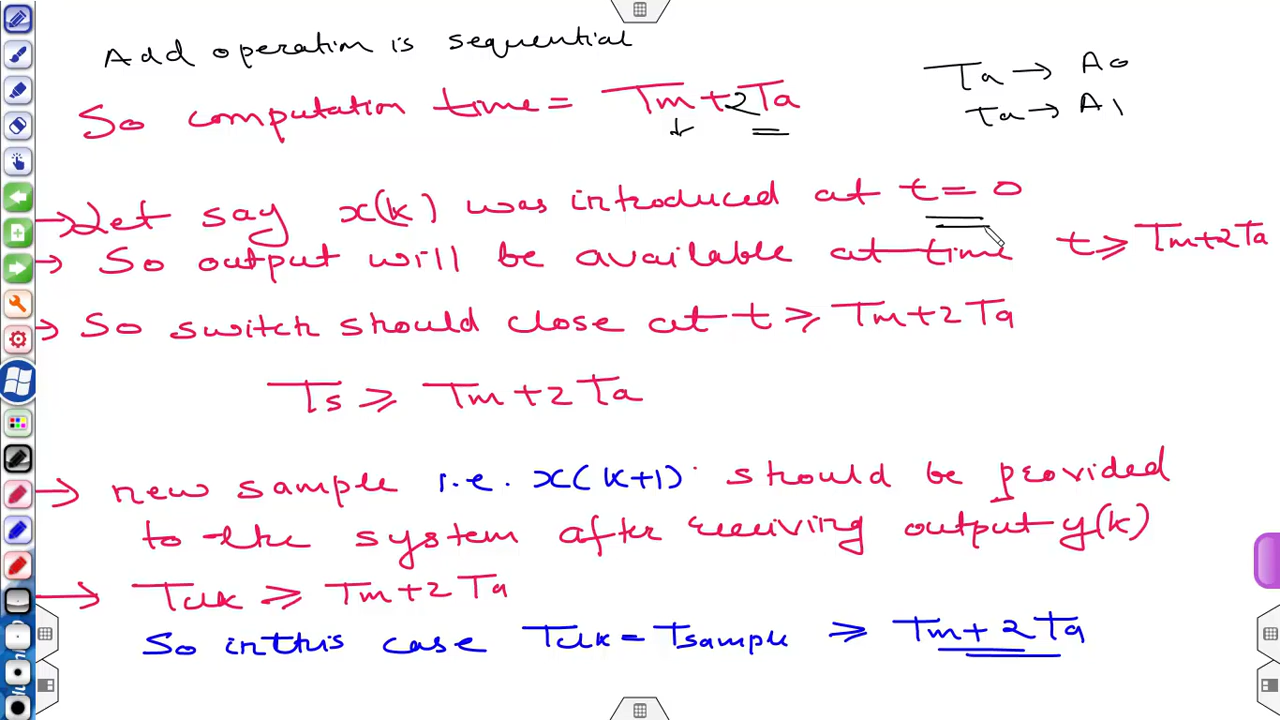 Add operation is sequential
So computation time = Tm+2Ta
Ta → A0
Ta → A1
→ Let say x(k) was introduced at t = 0
→ So output will be available at time t ≥ Tm+2Ta
→ So switch should close at t ≥ Tm+2Ta
Ts ≥ Tm+2Ta
→ new sample i.e. x(k+1) should be provided
to the system after receiving output y(k)
→ Tclk ≥ Tm+2Ta
So in this case Tclk = Tsample ≥ Tm+2Ta